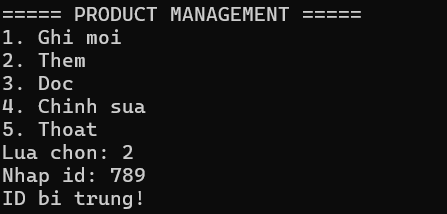 ===== PRODUCT MANAGEMENT =====
1. Ghi moi
2. Them
3. Doc
4. Chinh sua
5. Thoat
Lua chon: 2
Nhap id: 789
ID bi trung!